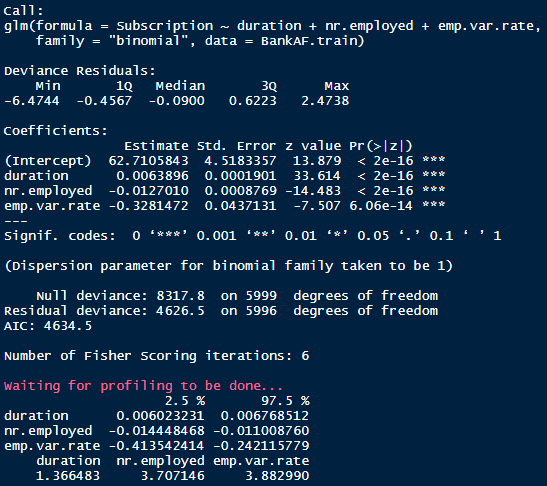 Call:
glm(formula = Subscription ~ duration + nr.employed + emp.var.rate,
    family = "binomial", data = BankAF.train)

Deviance Residuals:
    Min       1Q   Median       3Q      Max
-6.4744  -0.4567  -0.0900   0.6223   2.4738

Coefficients:
               Estimate Std. Error z value Pr(>|z|)
(Intercept)  62.7105843  4.5183357  13.879  < 2e-16 ***
duration      0.0063896  0.0001901  33.614  < 2e-16 ***
nr.employed  -0.0127010  0.0008769 -14.483  < 2e-16 ***
emp.var.rate -0.3281472  0.0437131  -7.507 6.06e-14 ***
---
Signif. codes:  0 ‘***’ 0.001 ‘**’ 0.01 ‘*’ 0.05 ‘.’ 0.1 ‘ ’ 1

(Dispersion parameter for binomial family taken to be 1)

    Null deviance: 8317.8  on 5999  degrees of freedom
Residual deviance: 4626.5  on 5996  degrees of freedom
AIC: 4634.5

Number of Fisher Scoring iterations: 6

Waiting for profiling to be done...
                    2.5 %       97.5 %
duration      0.006023231  0.006768512
nr.employed  -0.014448468 -0.011008760
emp.var.rate -0.413542414 -0.242115779
    duration  nr.employed emp.var.rate
    1.366483     3.707146     3.882990